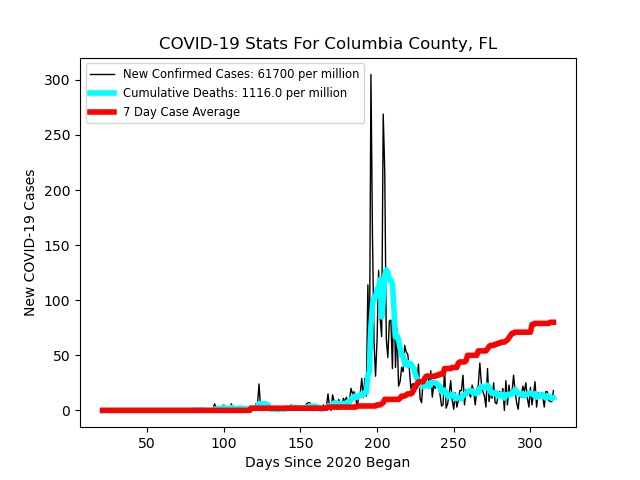 COVID-19 Stats For Columbia County, FL
New Confirmed Cases: 61700 per million
Cumulative Deaths: 1116.0 per million
7 Day Case Average
New COVID-19 Cases
300
250
200
150
100
50
0
50 100 150 200 250 300
Days Since 2020 Began